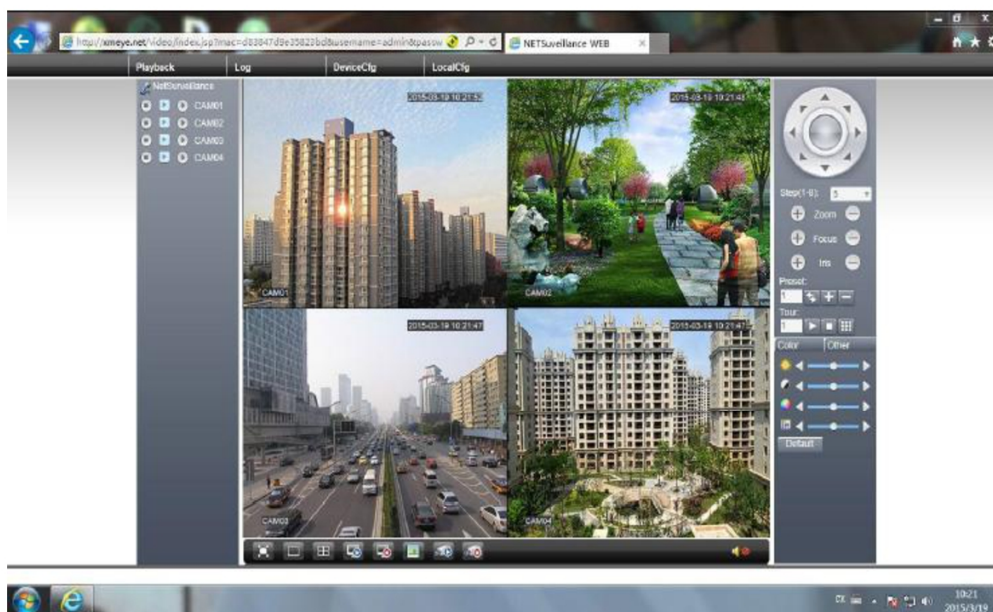 http://xmeye.net/video/index.jsp?mac=d83847d9e35823bd&username=admin&passw
NETSuveillance WEB
Playback
Log
DeviceCfg
LocalCfg
NetSurveillance
CAM01
CAM02
CAM03
CAM04
2015-03-19 10:21:52
CAM01
2015-03-19 10:21:48
CAM02
2015-03-19 10:21:47
CAM03
2015-03-19 10:21:47
CAM04
Step(1-8): 5
Zoom
Focus
Iris
Preset:
1
Tour:
1
Color Other
Default
10:21
2015/3/19